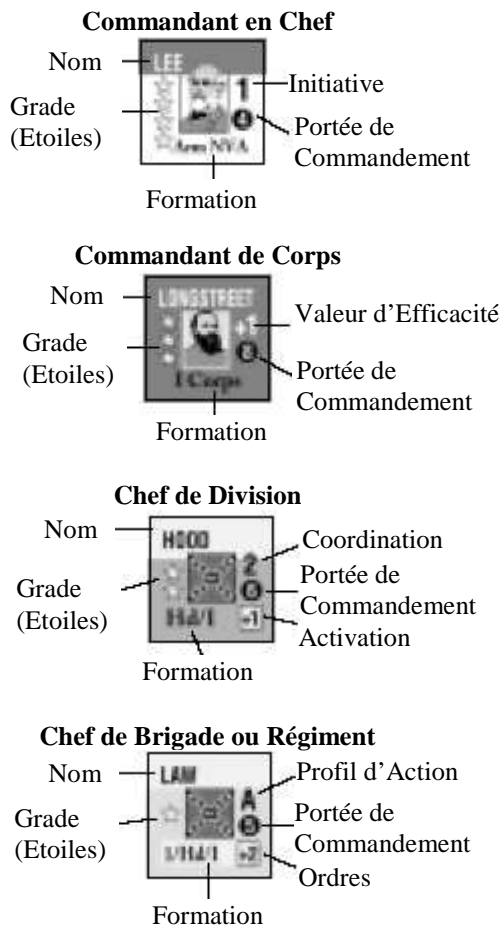 Commandant en Chef
Nom
LEE
1
Initiative
Grade
(Etoiles)
Portée de
Commandement
Army NVA
Formation
Commandant de Corps
Nom
LONGSTREET
+1
Valeur d'Efficacité
Grade
(Etoiles)
Portée de
Commandement
I Corps
Formation
Chef de Division
Nom
HOOD
2
Coordination
Grade
(Etoiles)
Portée de
Commandement
+1
Activation
Formation
Chef de Brigade ou Régiment
Nom
LAW
A
Profil d'Action
Grade
(Etoiles)
Portée de
Commandement
+2
Ordres
Formation